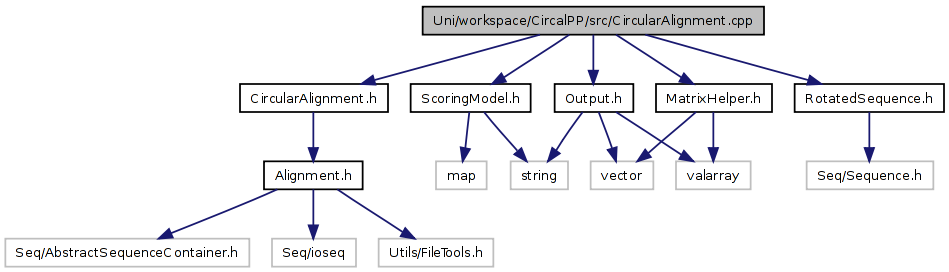 Uni/workspace/CircalPP/src/CircularAlignment.cpp
CircularAlignment.h
ScoringModel.h
Output.h
MatrixHelper.h
RotatedSequence.h
map
string
vector
valarray
Seq/Sequence.h
Alignment.h
Seq/AbstractSequenceContainer.h
Seq/ioseq
Utils/FileTools.h